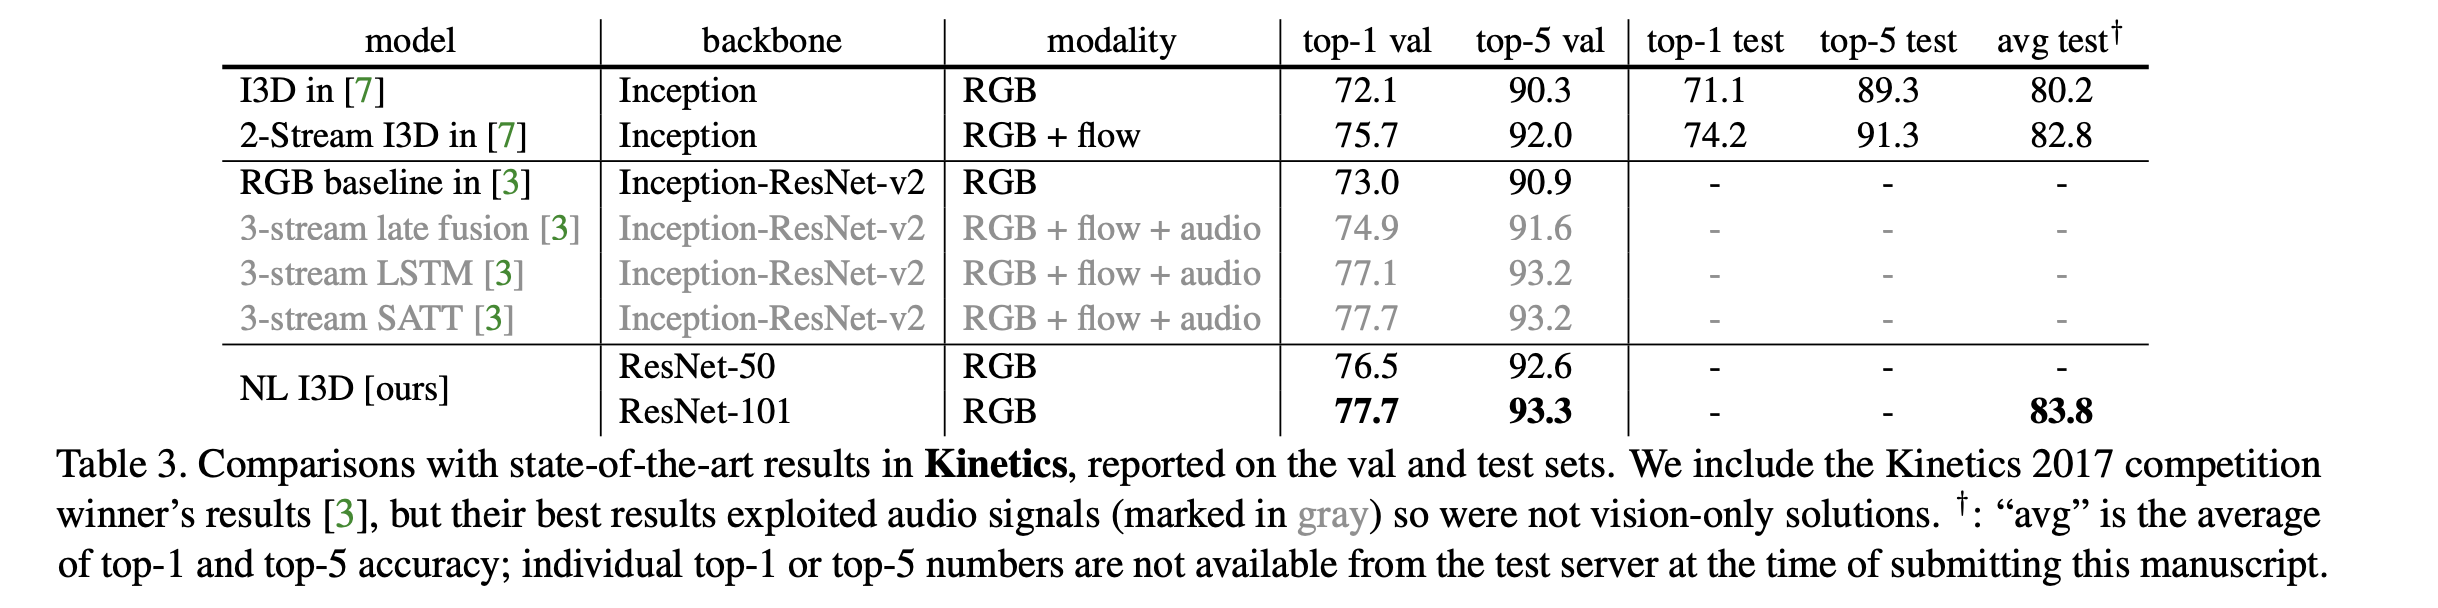 model backbone modality top-1 val top-5 val top-1 test top-5 test avg test†
I3D in [7] Inception RGB 72.1 90.3 71.1 89.3 80.2
2-Stream I3D in [7] Inception RGB + flow 75.7 92.0 74.2 91.3 82.8
RGB baseline in [3] Inception-ResNet-v2 RGB 73.0 90.9 - - -
3-stream late fusion [3] Inception-ResNet-v2 RGB + flow + audio 74.9 91.6 - - -
3-stream LSTM [3] Inception-ResNet-v2 RGB + flow + audio 77.1 93.2 - - -
3-stream SATT [3] Inception-ResNet-v2 RGB + flow + audio 77.7 93.2 - - -
NL I3D [ours] ResNet-50 RGB 76.5 92.6 - - -
ResNet-101 RGB 77.7 93.3 - - 83.8
Table 3. Comparisons with state-of-the-art results in Kinetics, reported on the val and test sets. We include the Kinetics 2017 competition
winner's results [3], but their best results exploited audio signals (marked in gray) so were not vision-only solutions. †: “avg” is the average
of top-1 and top-5 accuracy; individual top-1 or top-5 numbers are not available from the test server at the time of submitting this manuscript.